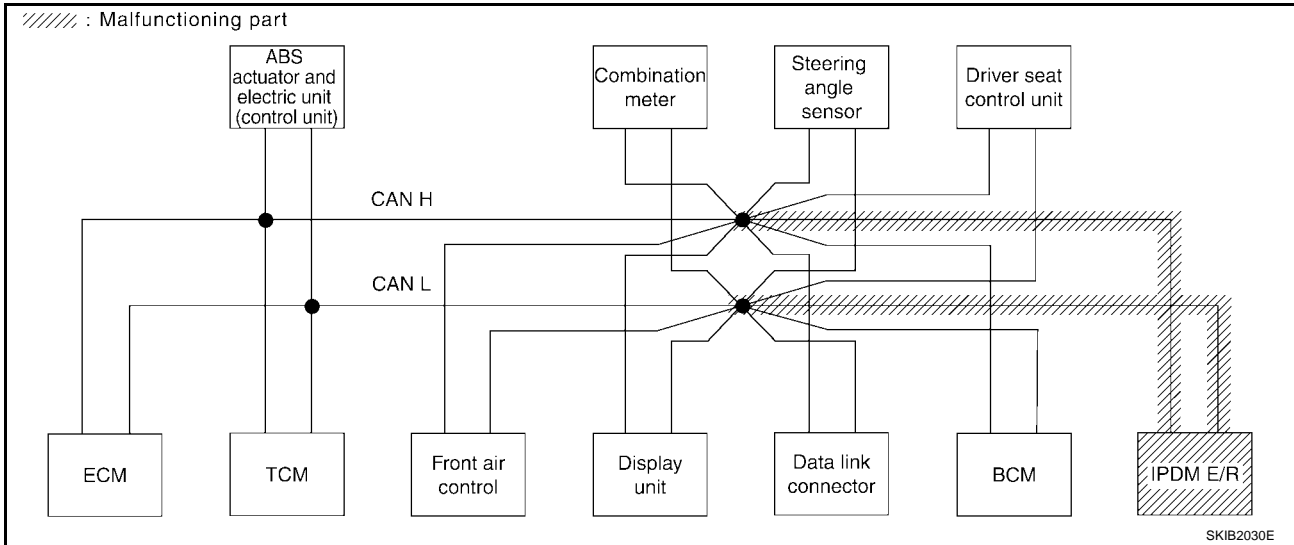 : Malfunctioning part
ABS
actuator and
electric unit
(control unit)
Combination
meter
Steering
angle
sensor
Driver seat
control unit
CAN H
CAN L
ECM
TCM
Front air
control
Display
unit
Data link
connector
BCM
IPDM E/R
SKIB2030E